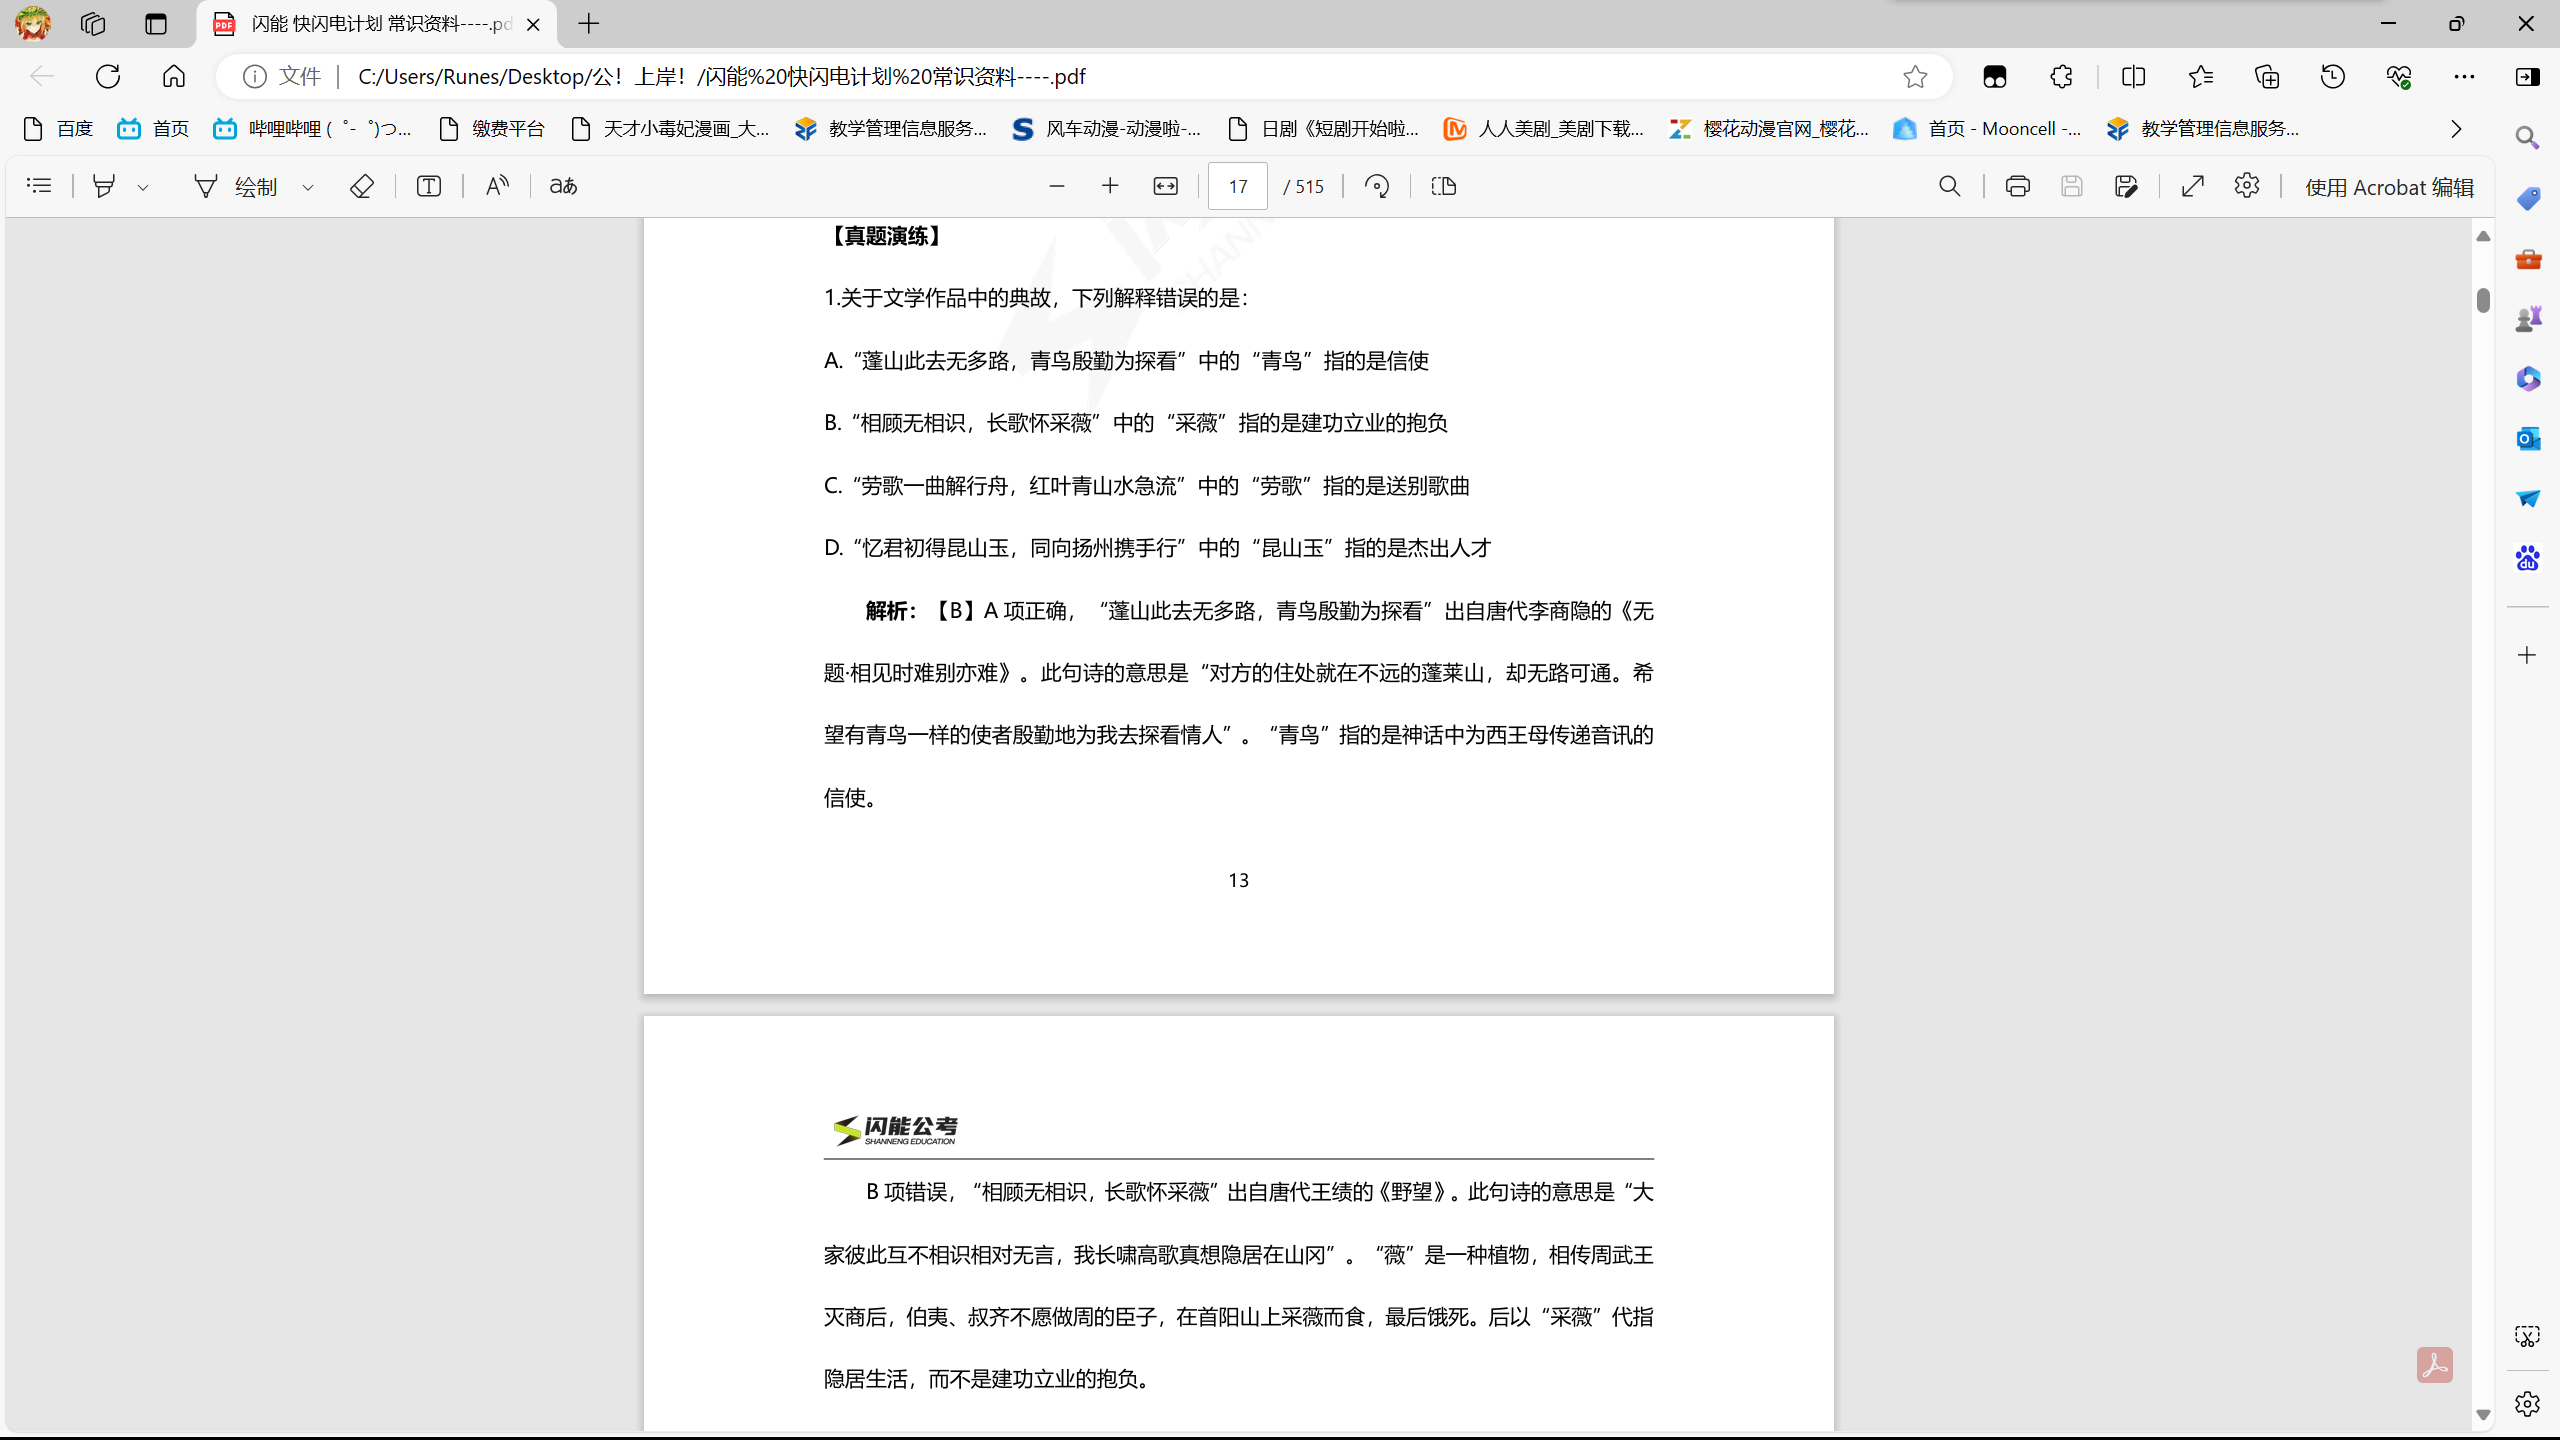 闪能 快闪电计划 常识资料----.pd
文件
C:/Users/Runes/Desktop/公！上岸！/闪能%20快闪电计划%20常识资料----.pdf
百度
首页
哔哩哔哩 (゜-゜)つ...
缴费平台
天才小毒妃漫画_大...
教学管理信息服务...
风车动漫-动漫啦-...
日剧《短剧开始啦...
人人美剧_美剧下载...
樱花动漫官网_樱花...
首页 - Mooncell -...
教学管理信息服务...
绘制
aあ
17 / 515
使用 Acrobat 编辑
【真题演练】
1.关于文学作品中的典故，下列解释错误的是：
A.“蓬山此去无多路，青鸟殷勤为探看”中的“青鸟”指的是信使
B.“相顾无相识，长歌怀采薇”中的“采薇”指的是建功立业的抱负
C.“劳歌一曲解行舟，红叶青山水急流”中的“劳歌”指的是送别歌曲
D.“忆君初得昆山玉，同向扬州携手行”中的“昆山玉”指的是杰出人才
解析：【B】A 项正确，“蓬山此去无多路，青鸟殷勤为探看”出自唐代李商隐的《无
题·相见时难别亦难》。此句诗的意思是“对方的住处就在不远的蓬莱山，却无路可通。希
望有青鸟一样的使者殷勤地为我去探看情人”。“青鸟”指的是神话中为西王母传递音讯的
信使。
13
闪能公考
SHANNENG EDUCATION
B 项错误，“相顾无相识，长歌怀采薇”出自唐代王绩的《野望》。此句诗的意思是“大
家彼此互不相识相对无言，我长啸高歌真想隐居在山冈”。“薇”是一种植物，相传周武王
灭商后，伯夷、叔齐不愿做周的臣子，在首阳山上采薇而食，最后饿死。后以“采薇”代指
隐居生活，而不是建功立业的抱负。